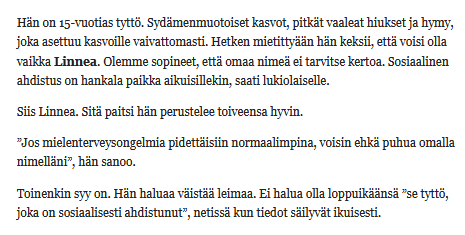 Hän on 15-vuotias tyttö. Sydämenmuotoiset kasvot, pitkät vaaleat hiukset ja hymy,
joka asettuu kasvoille vaivattomasti. Hetken mietittyään hän keksii, että voisi olla
vaikka Linnea. Olemme sopineet, että omaa nimeä ei tarvitse kertoa. Sosiaalinen
ahdistus on hankala paikka aikuisillekin, saati lukiolaiselle.
Siis Linnea. Sitä paitsi hän perustelee toiveensa hyvin.
”Jos mielenterveysongelmia pidettäisiin normaalimpina, voisin ehkä puhua omalla
nimelläni”, hän sanoo.
Toinenkin syy on. Hän haluaa väistää leimaa. Ei halua olla loppuikäänsä ”se tyttö,
joka on sosiaalisesti ahdistunut”, netissä kun tiedot säilyvät ikuisesti.